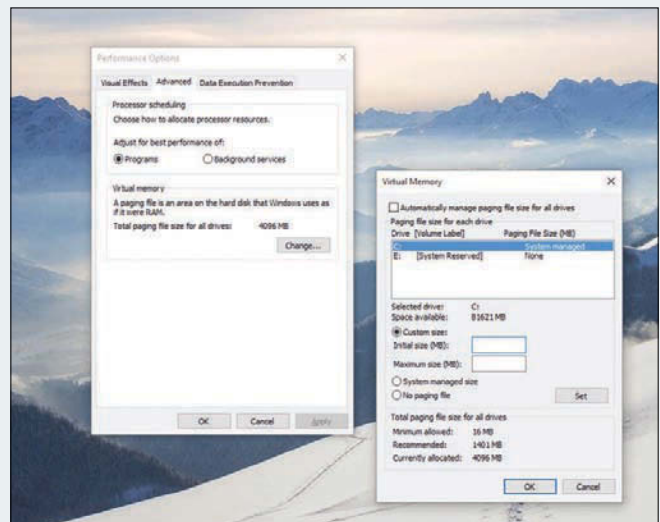 Performance Options
Visual Effects Advanced Data Execution Prevention
Processor scheduling
Choose how to allocate processor resources.
Adjust for best performance of:
Programs Background services
Virtual memory
A paging file is an area on the hard disk that Windows uses as
if it were RAM.
Total paging file size for all drives: 4096 MB
Change...
OK Cancel Apply
Virtual Memory
Automatically manage paging file size for all drives
Paging file size for each drive
Drive [Volume Label] Paging File Size (MB)
C: System managed
E: [System Reserved] None
Selected drive: C:
Space available: 81621 MB
Custom size:
Initial size (MB):
Maximum size (MB):
System managed size
No paging file Set
Total paging file size for all drives
Minimum allowed: 16 MB
Recommended: 1401 MB
Currently allocated: 4096 MB
OK Cancel